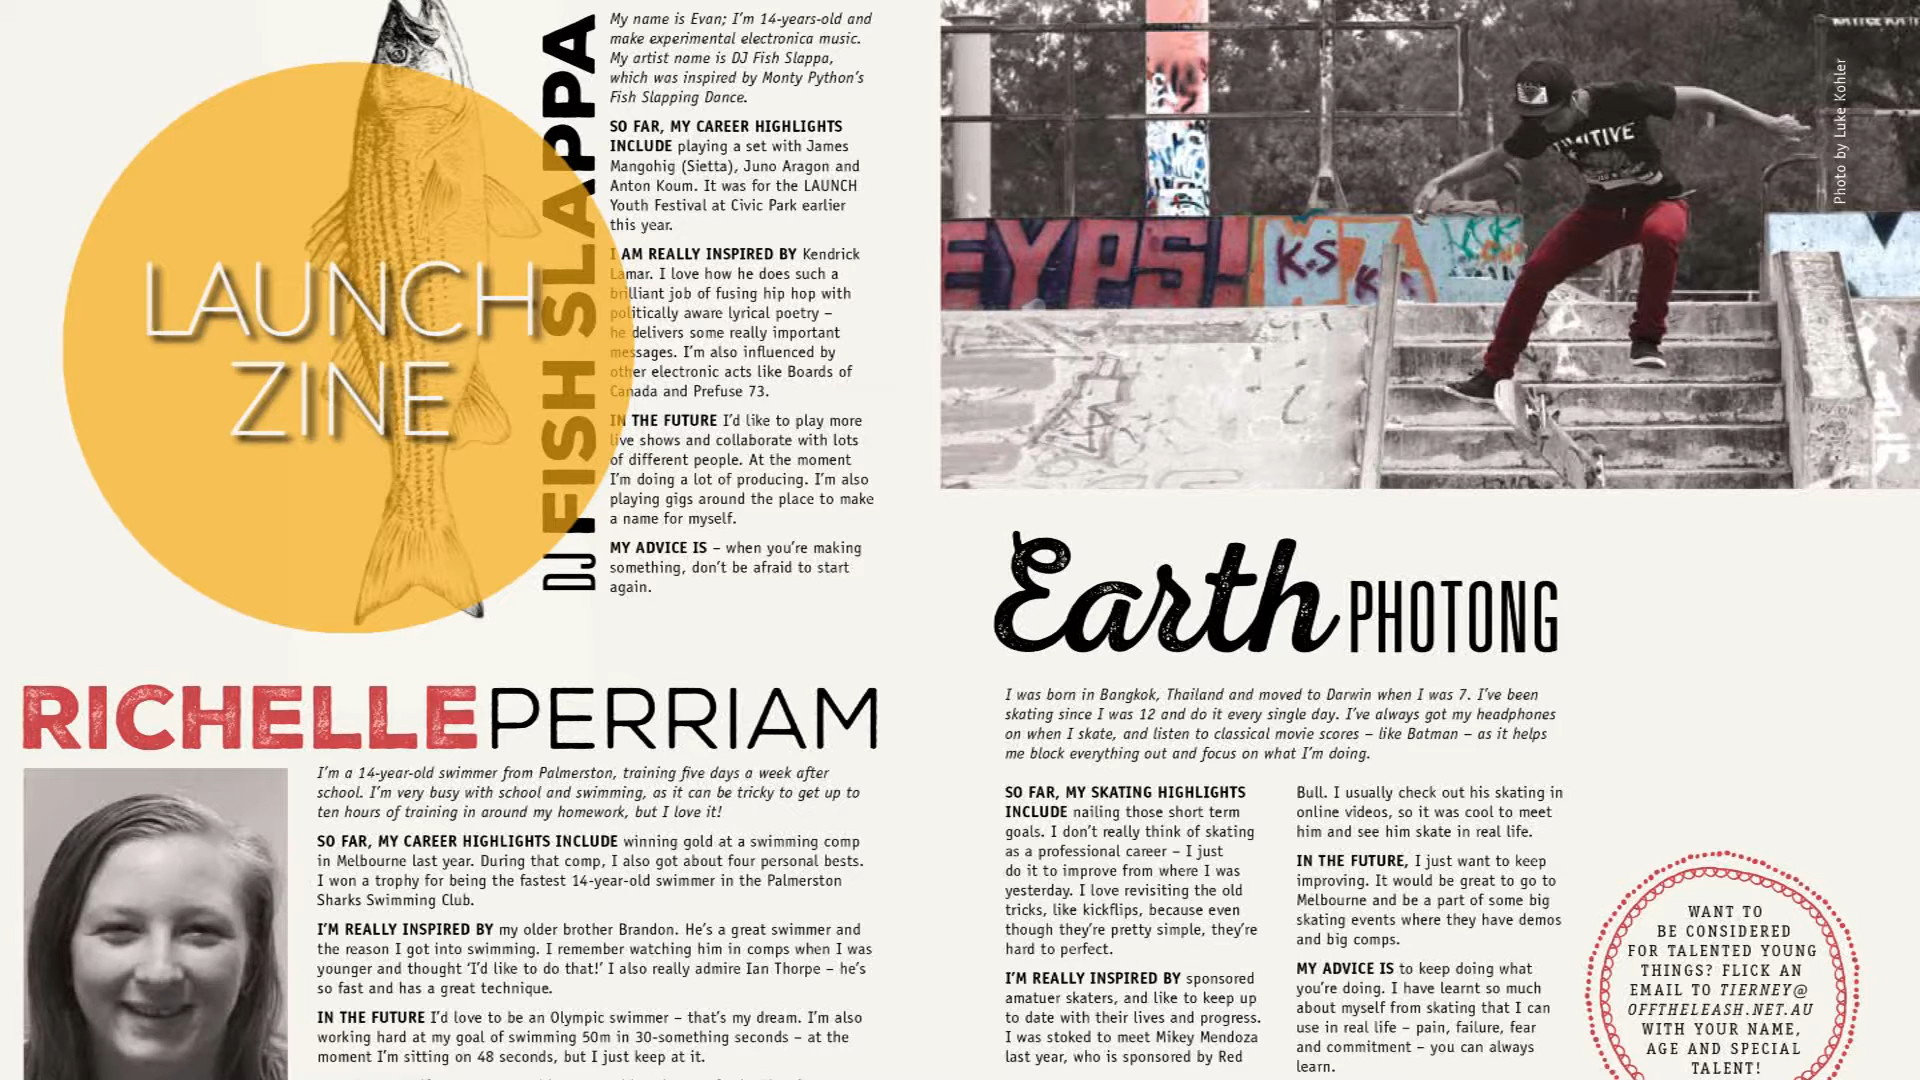 LAUNCH
ZINE
DJ FISH SLAPPA
My name is Evan; I'm 14-years-old and
make experimental electronica music.
My artist name is DJ Fish Slappa,
which was inspired by Monty Python's
Fish Slapping Dance.
SO FAR, MY CAREER HIGHLIGHTS
INCLUDE playing a set with James
Mangohig (Sietta), Juno Aragon and
Anton Koum. It was for the LAUNCH
Youth Festival at Civic Park earlier
this year.
I AM REALLY INSPIRED BY Kendrick
Lamar. I love how he does such a
brilliant job of fusing hip hop with
politically aware lyrical poetry –
he delivers some really important
messages. I'm also influenced by
other electronic acts like Boards of
Canada and Prefuse 73.
IN THE FUTURE I'd like to play more
live shows and collaborate with lots
of different people. At the moment
I'm doing a lot of producing. I'm also
playing gigs around the place to make
a name for myself.
MY ADVICE IS – when you're making
something, don't be afraid to start
again.
RICHELLE PERRIAM
I'm a 14-year-old swimmer from Palmerston, training five days a week after
school. I'm very busy with school and swimming, as it can be tricky to get up to
ten hours of training in around my homework, but I love it!
SO FAR, MY CAREER HIGHLIGHTS INCLUDE winning gold at a swimming comp
in Melbourne last year. During that comp, I also got about four personal bests.
I won a trophy for being the fastest 14-year-old swimmer in the Palmerston
Sharks Swimming Club.
I'M REALLY INSPIRED BY my older brother Brandon. He's a great swimmer and
the reason I got into swimming. I remember watching him in comps when I was
younger and thought 'I'd like to do that!' I also really admire Ian Thorpe – he's
so fast and has a great technique.
IN THE FUTURE I'd love to be an Olympic swimmer – that's my dream. I'm also
working hard at my goal of swimming 50m in 30-something seconds – at the
moment I'm sitting on 48 seconds, but I just keep at it.
Photo by Luke Kohler
EYPS!
K.S
Earth PHOTONG
I was born in Bangkok, Thailand and moved to Darwin when I was 7. I've been
skating since I was 12 and do it every single day. I've always got my headphones
on when I skate, and listen to classical movie scores – like Batman – as it helps
me block everything out and focus on what I'm doing.
SO FAR, MY SKATING HIGHLIGHTS
INCLUDE nailing those short term
goals. I don't really think of skating
as a professional career – I just
do it to improve from where I was
yesterday. I love revisiting the old
tricks, like kickflips, because even
though they're pretty simple, they're
hard to perfect.
I'M REALLY INSPIRED BY sponsored
amatuer skaters, and like to keep up
to date with their lives and progress.
I was stoked to meet Mikey Mendoza
last year, who is sponsored by Red
Bull. I usually check out his skating in
online videos, so it was cool to meet
him and see him skate in real life.
IN THE FUTURE, I just want to keep
improving. It would be great to go to
Melbourne and be a part of some big
skating events where they have demos
and big comps.
MY ADVICE IS to keep doing what
you're doing. I have learnt so much
about myself from skating that I can
use in real life – pain, failure, fear
and commitment – you can always
learn.
WANT TO
BE CONSIDERED
FOR TALENTED YOUNG
THINGS? FLICK AN
EMAIL TO TIERNEY@
OFFTHELEASH.NET.AU
WITH YOUR NAME,
AGE AND SPECIAL
TALENT!